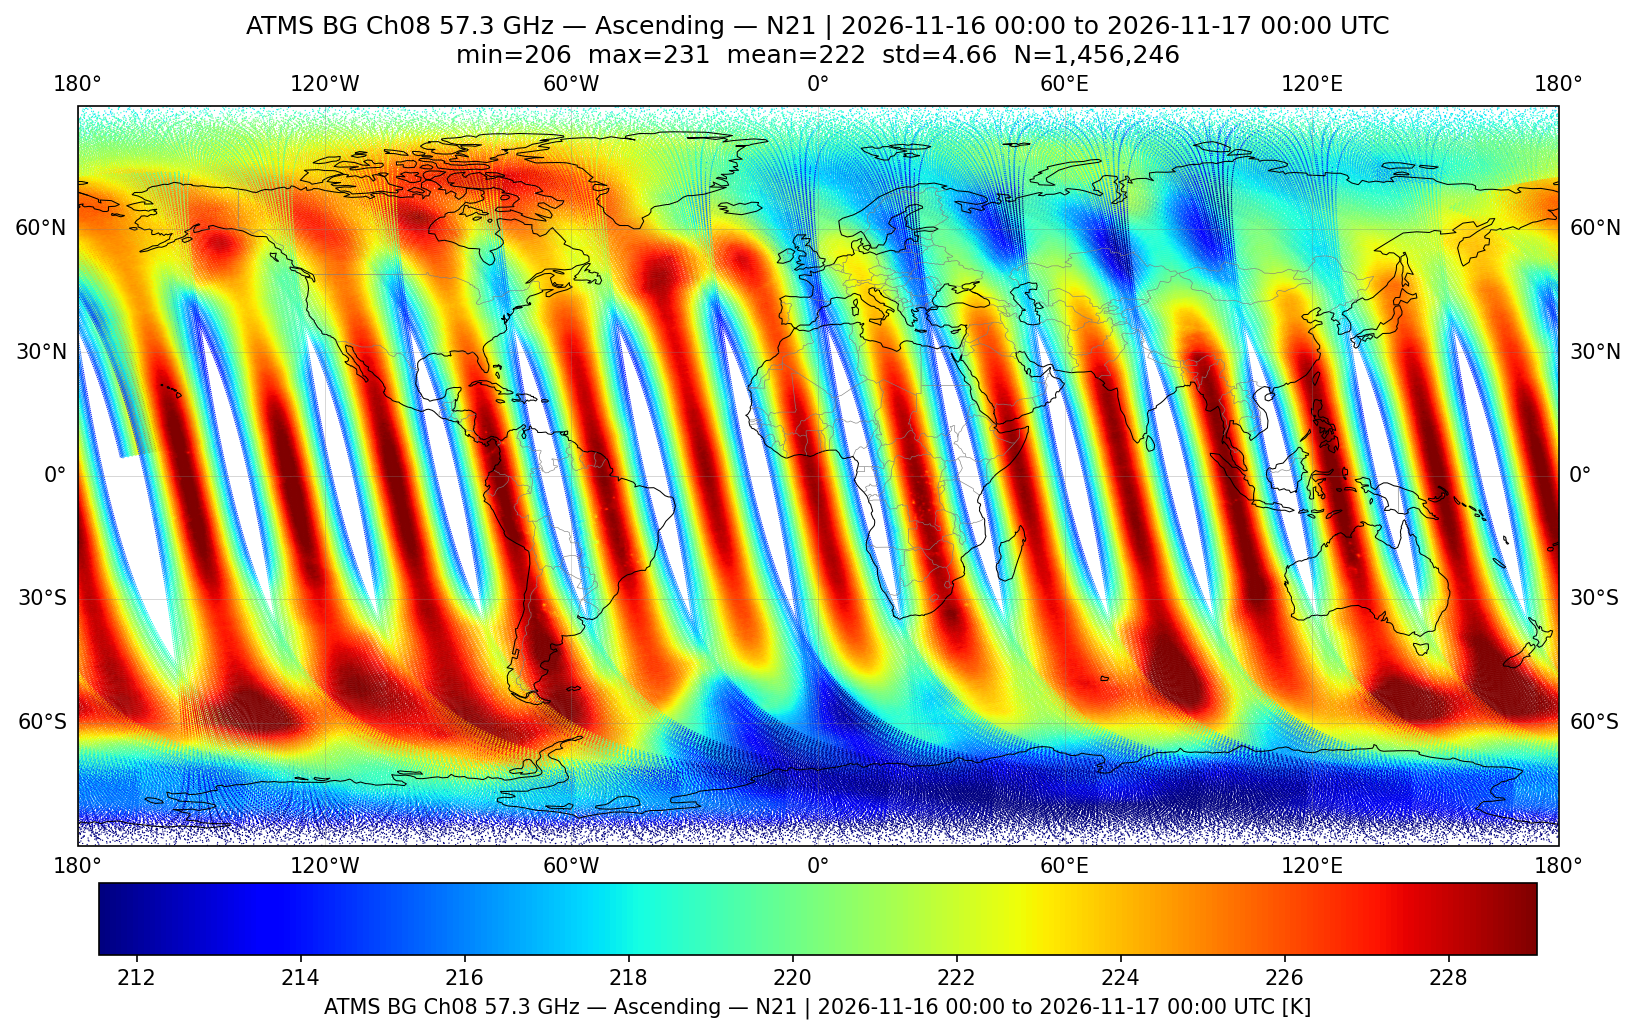 ATMS BG Ch08 57.3 GHz — Ascending — N21 | 2026-11-16 00:00 to 2026-11-17 00:00 UTC
min=206 max=231 mean=222 std=4.66 N=1,456,246
180° 120°W 60°W 0° 60°E 120°E 180°
60°N 60°N
30°N 30°N
0° 0°
30°S 30°S
60°S 60°S
180° 120°W 60°W 0° 60°E 120°E 180°
212 214 216 218 220 222 224 226 228
ATMS BG Ch08 57.3 GHz — Ascending — N21 | 2026-11-16 00:00 to 2026-11-17 00:00 UTC [K]